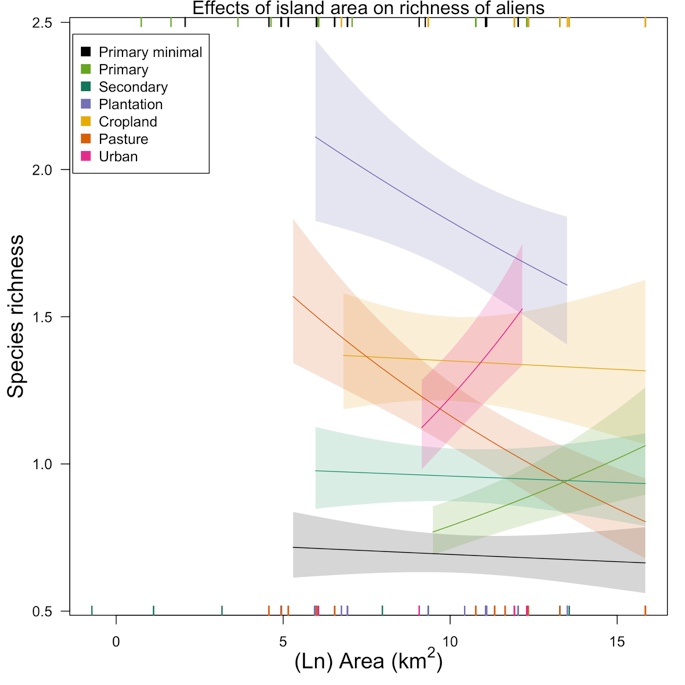 Effects of island area on richness of aliens
2.5
2.0
1.5
1.0
0.5
Species richness
Primary minimal
Primary
Secondary
Plantation
Cropland
Pasture
Urban
0 5 10 15
(Ln) Area (km²)